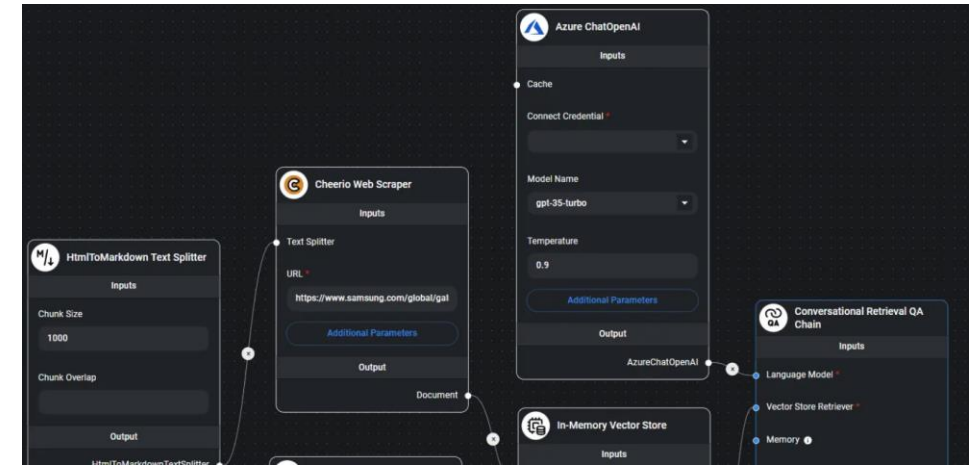 Azure ChatOpenAI
Inputs
Cache
Connect Credential *
Model Name
gpt-35-turbo
Temperature
0.9
Additional Parameters
Output
AzureChatOpenAI
Cheerio Web Scraper
Inputs
Text Splitter
URL *
https://www.samsung.com/global/gal
Additional Parameters
Output
Document
HtmlToMarkdown Text Splitter
Inputs
Chunk Size
1000
Chunk Overlap
Output
HtmlToMarkdownTextSplitter
Conversational Retrieval QA
Chain
Inputs
Language Model *
Vector Store Retriever *
Memory
In-Memory Vector Store
Inputs